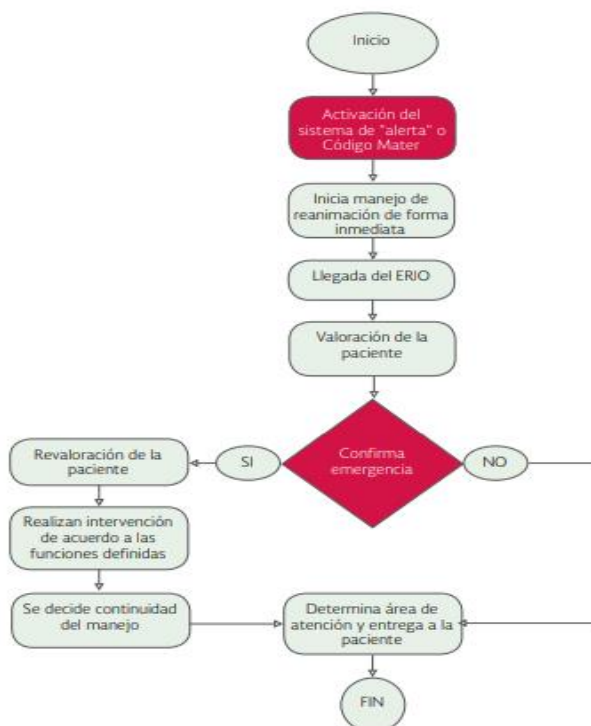 Inicio
Activación del
sistema de "alerta" o
Código Mater
Inicia manejo de
reanimación de forma
inmediata
Llegada del ERIO
Valoración de la
paciente
Confirma
emergencia
SI
NO
Revaloración de la
paciente
Realizan intervención
de acuerdo a las
funciones definidas
Se decide continuidad
del manejo
Determina área de
atención y entrega a la
paciente
FIN